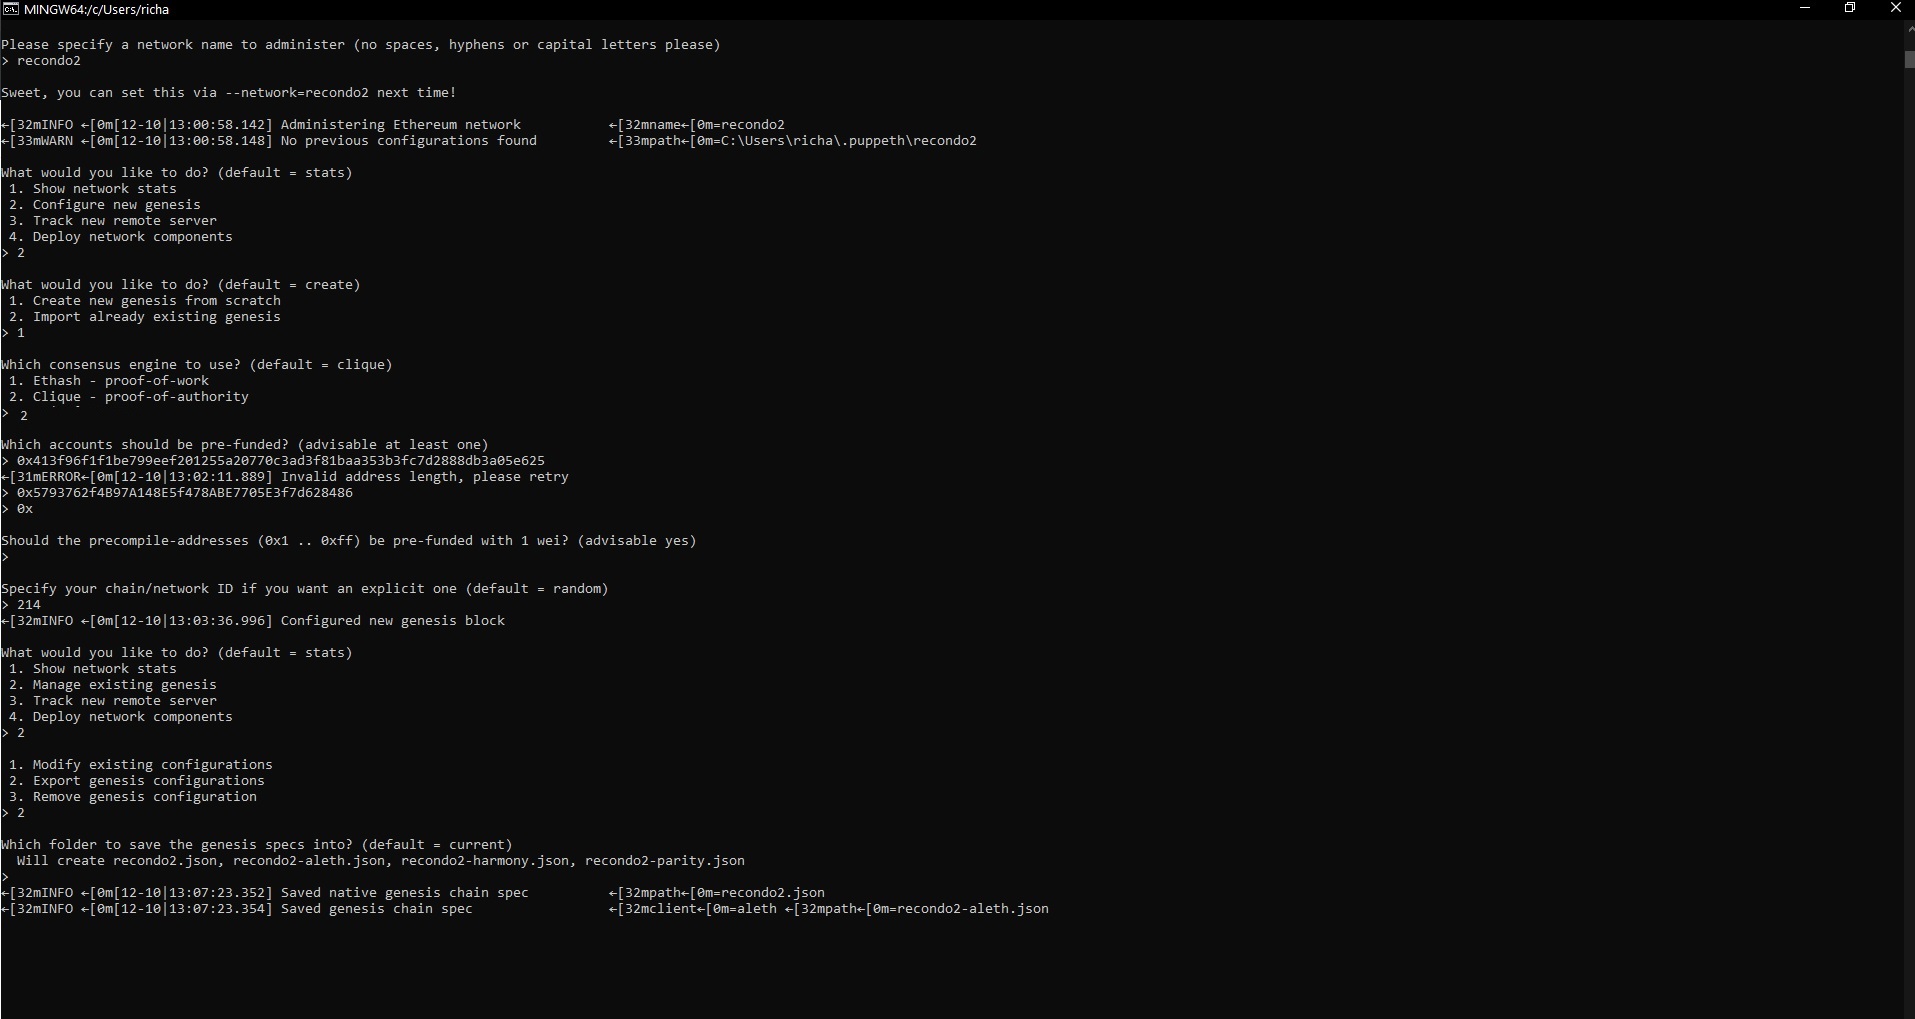 MINGW64:/c/Users/richa
Please specify a network name to administer (no spaces, hyphens or capital letters please)
> recondo2
Sweet, you can set this via --network=recondo2 next time!
←[32mINFO ←[0m[12-10|13:00:58.142] Administering Ethereum network           ←[32mname←[0m=recondo2
←[33mWARN ←[0m[12-10|13:00:58.148] No previous configurations found         ←[33mpath←[0m=C:\Users\richa\.puppeth\recondo2
What would you like to do? (default = stats)
 1. Show network stats
 2. Configure new genesis
 3. Track new remote server
 4. Deploy network components
> 2
What would you like to do? (default = create)
 1. Create new genesis from scratch
 2. Import already existing genesis
> 1
Which consensus engine to use? (default = clique)
 1. Ethash - proof-of-work
 2. Clique - proof-of-authority
> 2
Which accounts should be pre-funded? (advisable at least one)
> 0x413f96f1f1be799eef201255a20770c3ad3f81baa353b3fc7d2888db3a05e625
←[31mERROR←[0m[12-10|13:02:11.889] Invalid address length, please retry
> 0x5793762f4B97A148E5f478ABE7705E3f7d628486
> 0x
Should the precompile-addresses (0x1 .. 0xff) be pre-funded with 1 wei? (advisable yes)
>
Specify your chain/network ID if you want an explicit one (default = random)
> 214
←[32mINFO ←[0m[12-10|13:03:36.996] Configured new genesis block
What would you like to do? (default = stats)
 1. Show network stats
 2. Manage existing genesis
 3. Track new remote server
 4. Deploy network components
> 2
 1. Modify existing configurations
 2. Export genesis configurations
 3. Remove genesis configuration
> 2
Which folder to save the genesis specs into? (default = current)
  Will create recondo2.json, recondo2-aleth.json, recondo2-harmony.json, recondo2-parity.json
>
←[32mINFO ←[0m[12-10|13:07:23.352] Saved native genesis chain spec          ←[32mpath←[0m=recondo2.json
←[32mINFO ←[0m[12-10|13:07:23.354] Saved genesis chain spec                 ←[32mclient←[0m=aleth ←[32mpath←[0m=recondo2-aleth.json